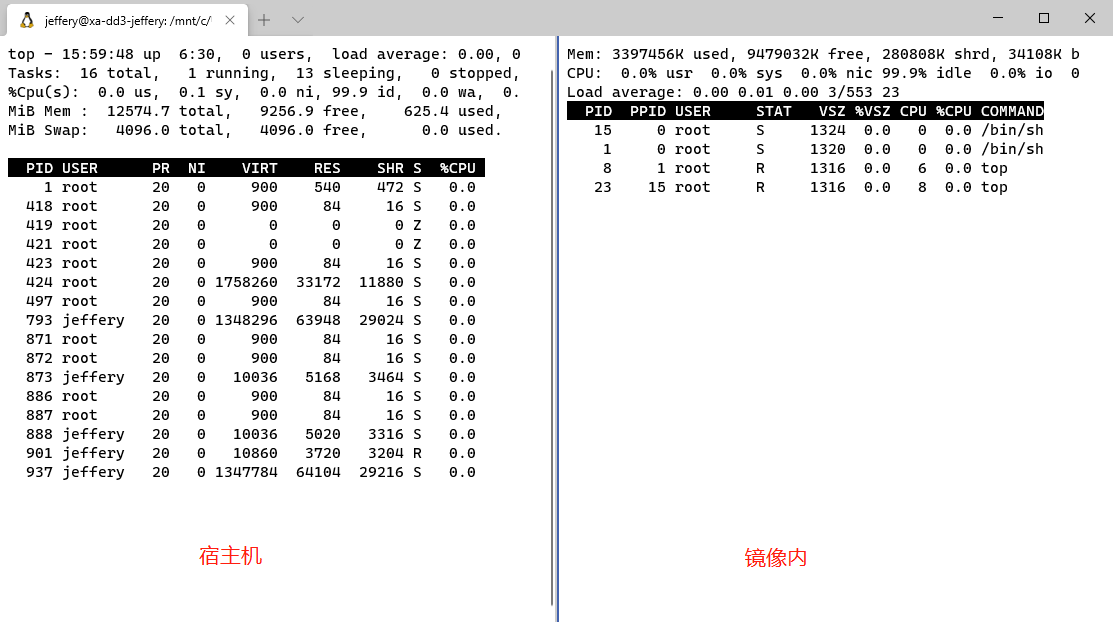 jeffery@xa-dd3-jeffery: /mnt/c/
top - 15:59:48 up  6:30,  0 users,  load average: 0.00, 0
Tasks:  16 total,   1 running,  13 sleeping,   0 stopped,
%Cpu(s):  0.0 us,  0.1 sy,  0.0 ni, 99.9 id,  0.0 wa,  0.
MiB Mem :  12574.7 total,   9256.9 free,    625.4 used,
MiB Swap:   4096.0 total,   4096.0 free,      0.0 used.
PID USER      PR  NI    VIRT    RES    SHR S  %CPU
1 root      20   0     900    540    472 S   0.0
418 root      20   0     900     84     16 S   0.0
419 root      20   0       0      0      0 Z   0.0
421 root      20   0       0      0      0 Z   0.0
423 root      20   0     900     84     16 S   0.0
424 root      20   0 1758260  33172  11880 S   0.0
497 root      20   0     900     84     16 S   0.0
793 jeffery   20   0 1348296  63948  29024 S   0.0
871 root      20   0     900     84     16 S   0.0
872 root      20   0     900     84     16 S   0.0
873 jeffery   20   0   10036   5168   3464 S   0.0
886 root      20   0     900     84     16 S   0.0
887 root      20   0     900     84     16 S   0.0
888 jeffery   20   0   10036   5020   3316 S   0.0
901 jeffery   20   0   10860   3720   3204 R   0.0
937 jeffery   20   0 1347784  64104  29216 S   0.0
宿主机
Mem: 3397456K used, 9479032K free, 280808K shrd, 34108K b
CPU:  0.0% usr  0.0% sys  0.0% nic 99.9% idle  0.0% io  0
Load average: 0.00 0.01 0.00 3/553 23
PID  PPID USER     STAT   VSZ %VSZ CPU %CPU COMMAND
15     0 root     S     1324  0.0   0  0.0 /bin/sh
1     0 root     S     1320  0.0   0  0.0 /bin/sh
8     1 root     R     1316  0.0   6  0.0 top
23    15 root     R     1316  0.0   8  0.0 top
镜像内